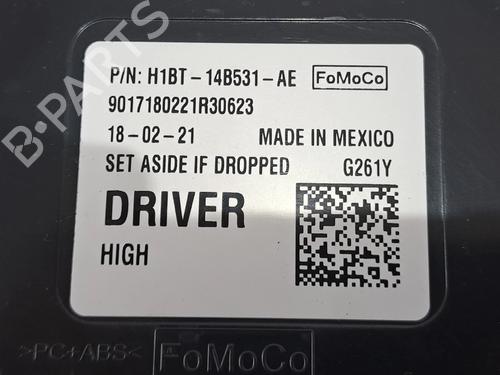 P/N: H1BT-14B531-AE FoMoCo
9017180221R30623
18-02-21 MADE IN MEXICO
SET ASIDE IF DROPPED G261Y
DRIVER
HIGH
B-PARTS
>PC+ABS<
FoMoCo